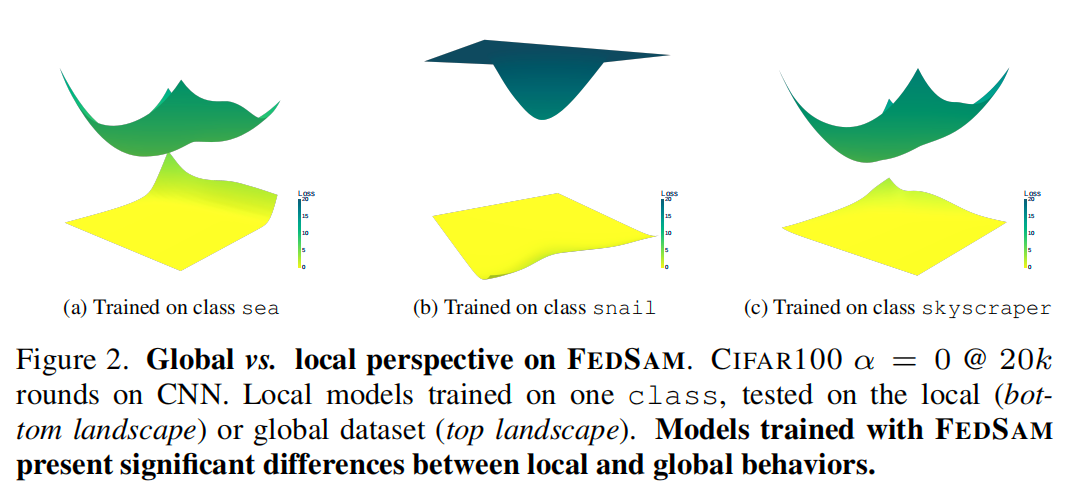 Loss
20
15
10
5
0
Loss
20
15
10
5
0
Loss
20
15
10
5
0
(a) Trained on class sea
(b) Trained on class snail
(c) Trained on class skyscraper
Figure 2. Global vs. local perspective on FEDSAM. CIFAR100 α = 0 @ 20k
rounds on CNN. Local models trained on one class, tested on the local (bot-
tom landscape) or global dataset (top landscape). Models trained with FEDSAM
present significant differences between local and global behaviors.